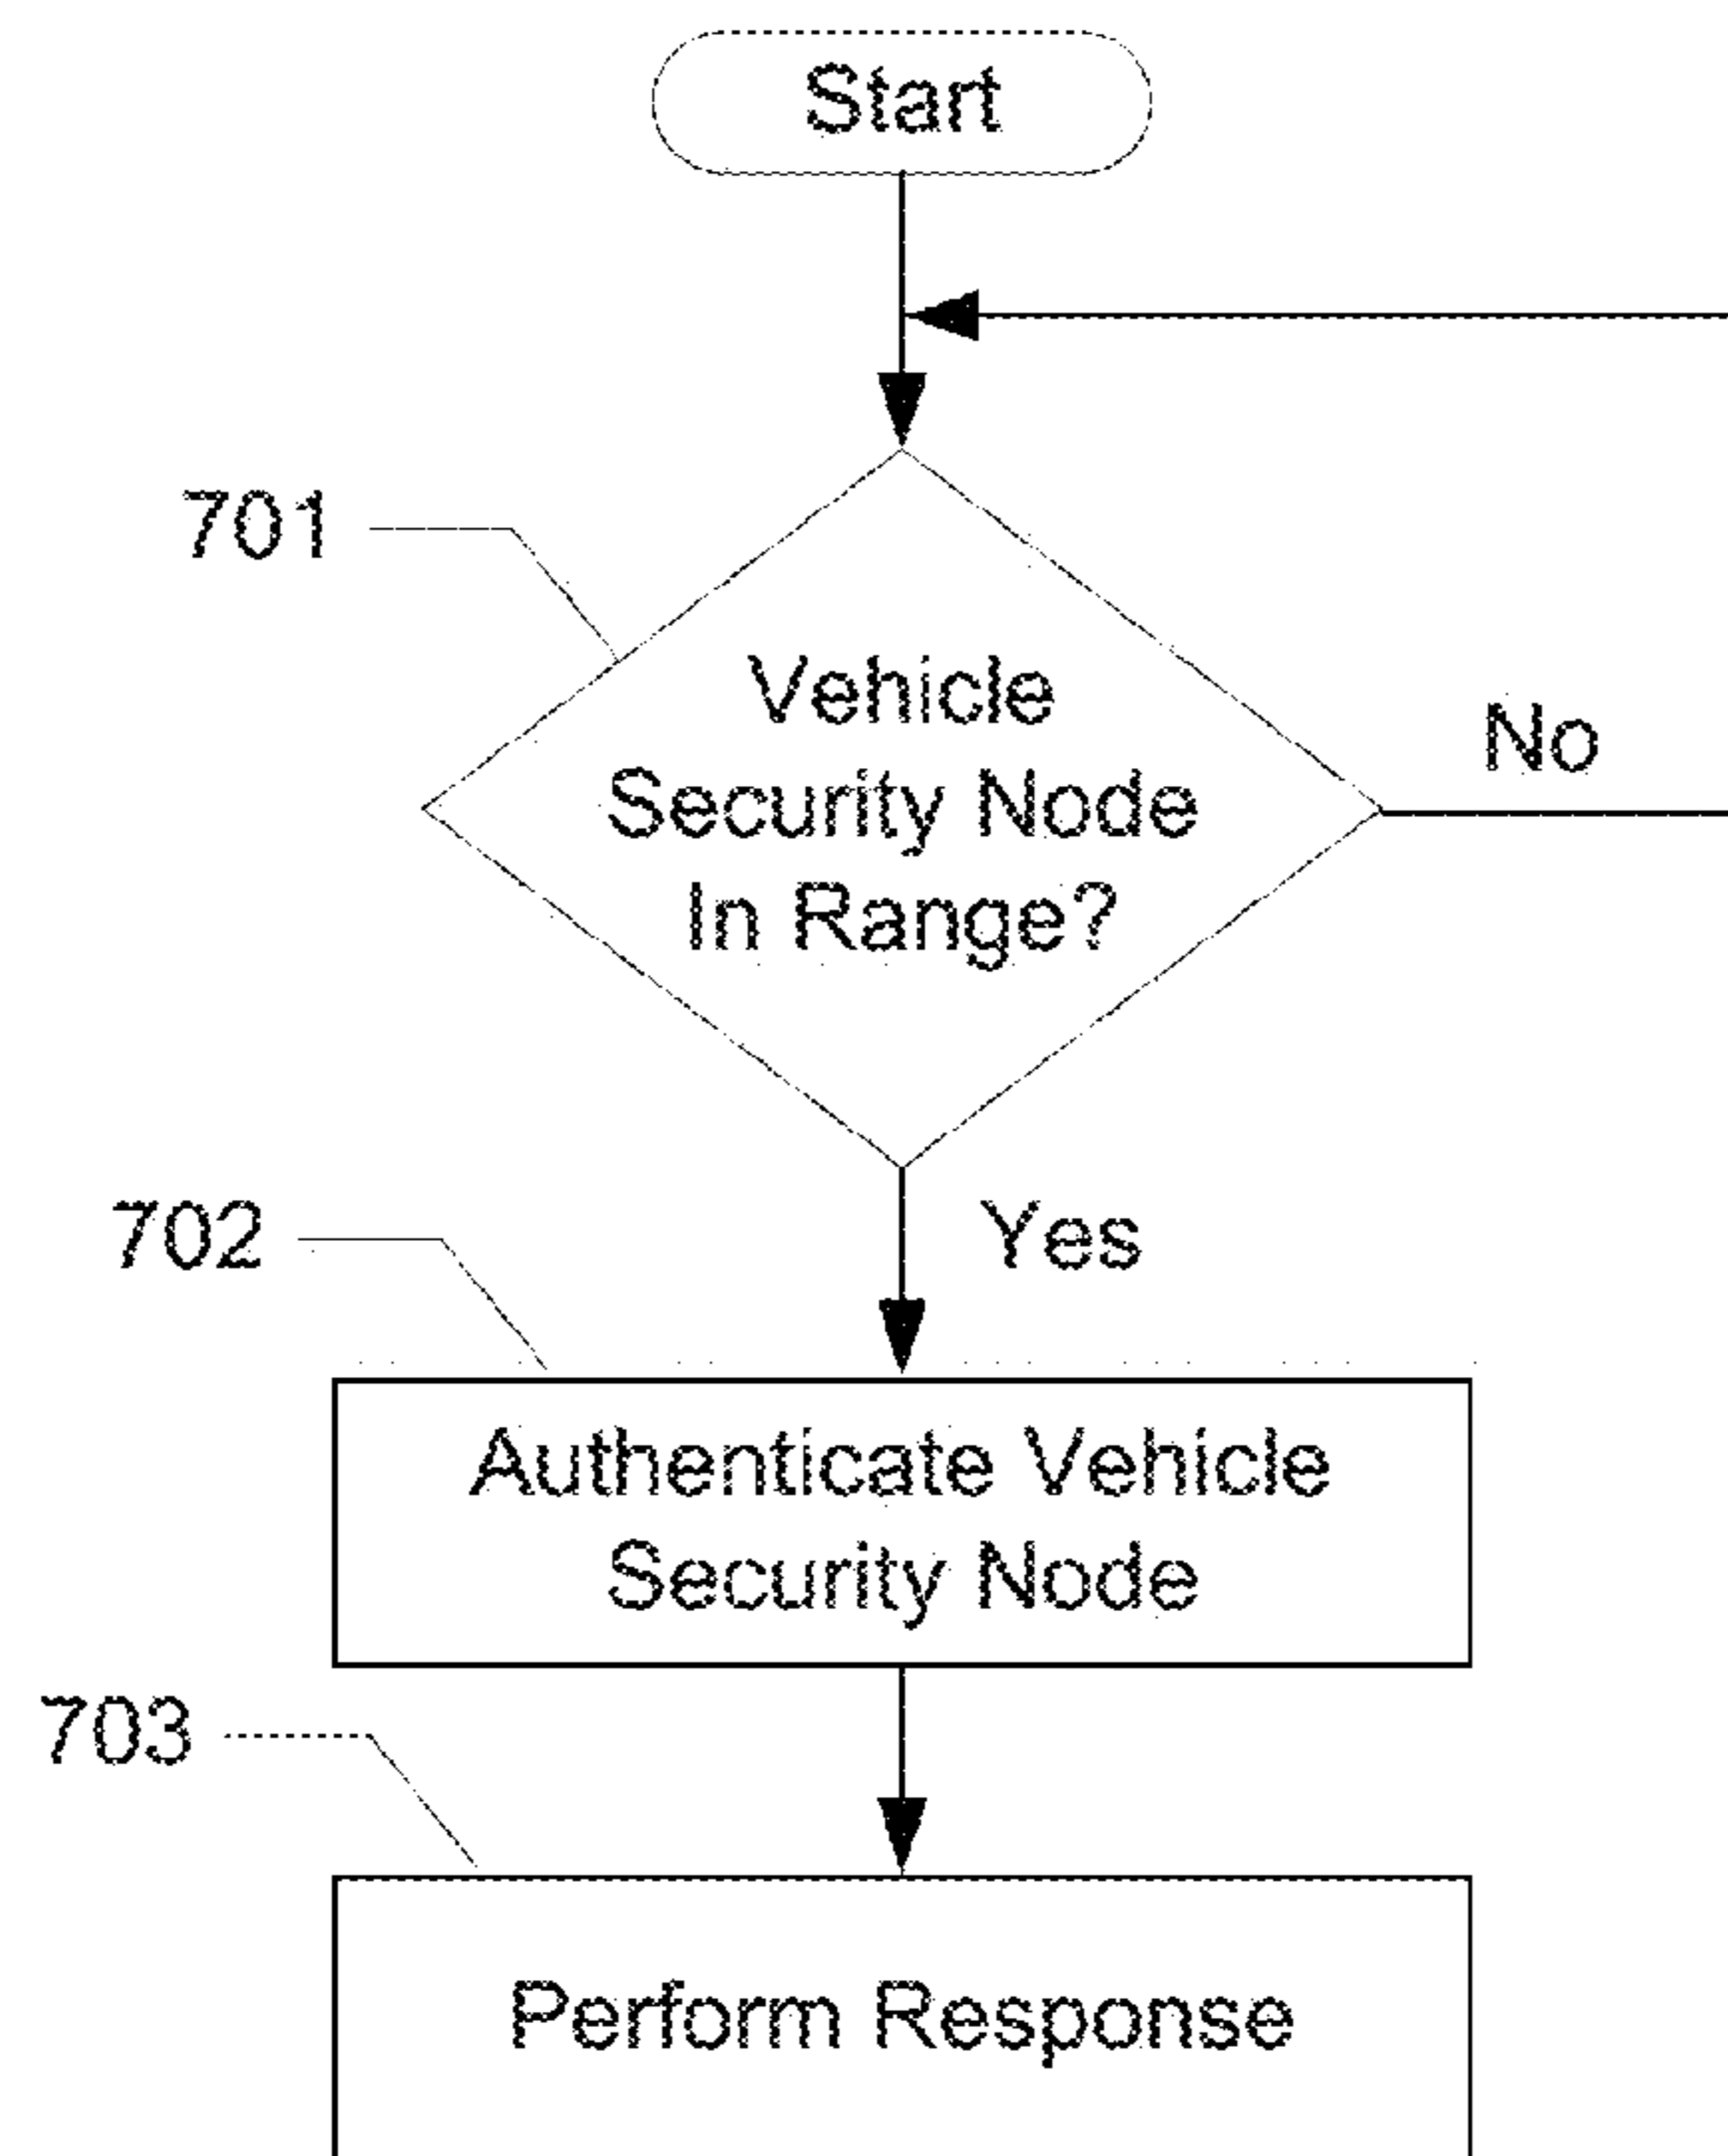 Start
701
Vehicle
Security Node
In Range?
No
702
Yes
Authenticate Vehicle
Security Node
703
Perform Response